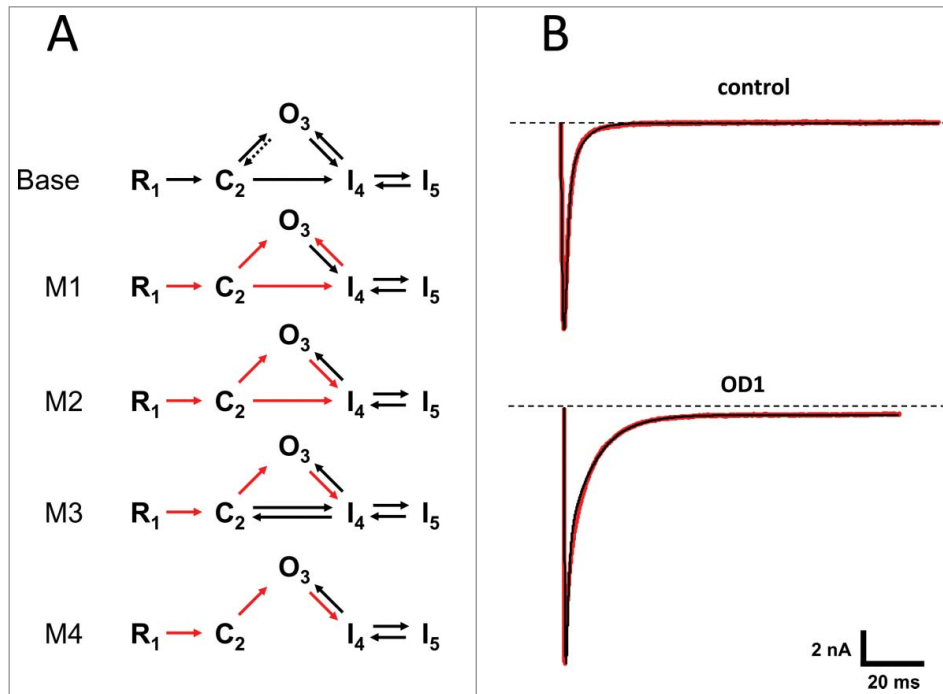 A
O₃
Base R₁ C₂ I₄ I₅
O₃
M1 R₁ C₂ I₄ I₅
O₃
M2 R₁ C₂ I₄ I₅
O₃
M3 R₁ C₂ I₄ I₅
O₃
M4 R₁ C₂ I₄ I₅
B
control
OD1
2 nA
20 ms